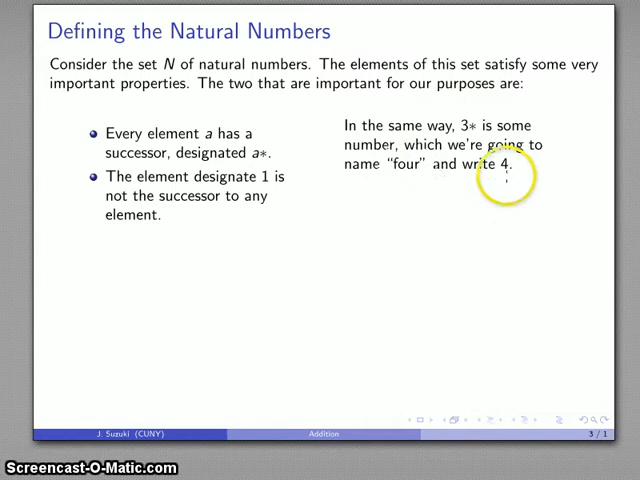 Defining the Natural Numbers
Consider the set N of natural numbers. The elements of this set satisfy some very
important properties. The two that are important for our purposes are:
Every element a has a
successor, designated a*.
The element designate 1 is
not the successor to any
element.
In the same way, 3* is some
number, which we're going to
name “four” and write 4.
J. Suzuki (CUNY)
Addition
3 / 1
Screencast-O-Matic.com